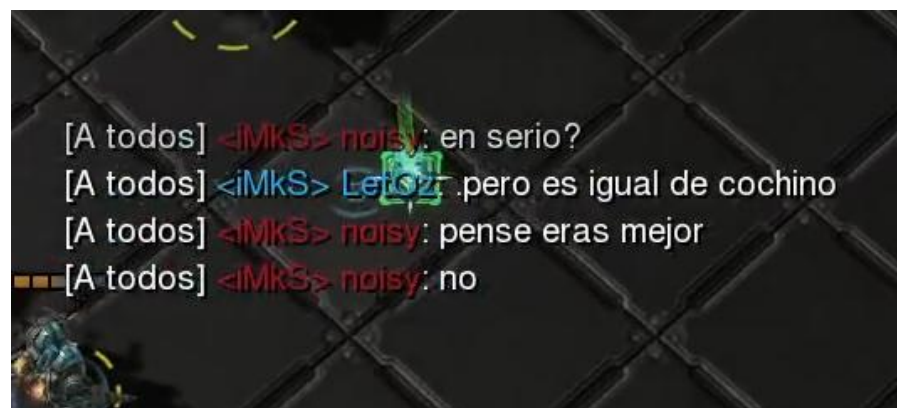 [A todos] <iMkS> noisy: en serio?
[A todos] <iMkS> LetOz: .pero es igual de cochino
[A todos] <iMkS> noisy: pense eras mejor
[A todos] <iMkS> noisy: no